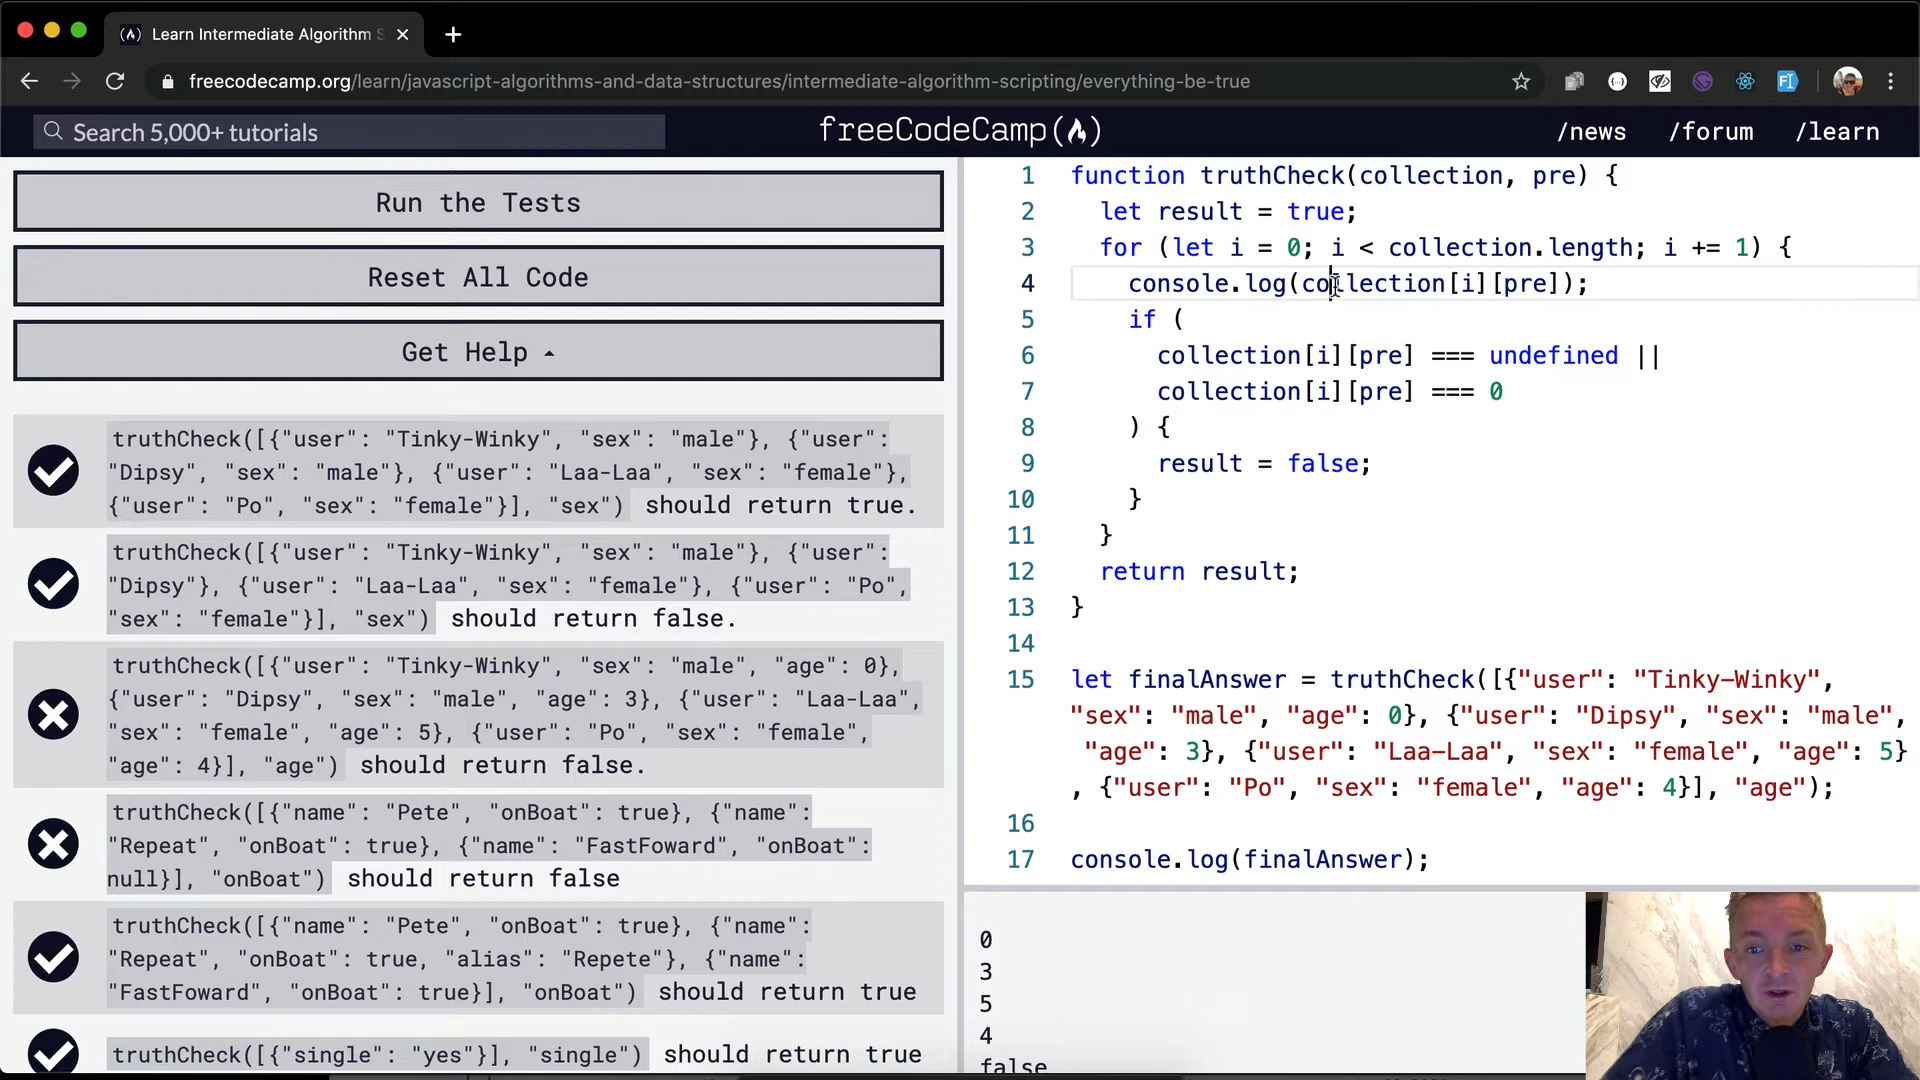 Learn Intermediate Algorithm S
freecodecamp.org/learn/javascript-algorithms-and-data-structures/intermediate-algorithm-scripting/everything-be-true
Search 5,000+ tutorials
freeCodeCamp
/news /forum /learn
Run the Tests
Reset All Code
Get Help
truthCheck([{"user": "Tinky-Winky", "sex": "male"}, {"user":
"Dipsy", "sex": "male"}, {"user": "Laa-Laa", "sex": "female"},
{"user": "Po", "sex": "female"}], "sex") should return true.
truthCheck([{"user": "Tinky-Winky", "sex": "male"}, {"user":
"Dipsy"}, {"user": "Laa-Laa", "sex": "female"}, {"user": "Po",
"sex": "female"}], "sex") should return false.
truthCheck([{"user": "Tinky-Winky", "sex": "male", "age": 0},
{"user": "Dipsy", "sex": "male", "age": 3}, {"user": "Laa-Laa",
"sex": "female", "age": 5}, {"user": "Po", "sex": "female",
"age": 4}], "age") should return false.
truthCheck([{"name": "Pete", "onBoat": true}, {"name":
"Repeat", "onBoat": true}, {"name": "FastFoward", "onBoat":
null}], "onBoat") should return false
truthCheck([{"name": "Pete", "onBoat": true}, {"name":
"Repeat", "onBoat": true, "alias": "Repete"}, {"name":
"FastFoward", "onBoat": true}], "onBoat") should return true
truthCheck([{"single": "yes"}], "single") should return true
1 function truthCheck(collection, pre) {
2 let result = true;
3 for (let i = 0; i < collection.length; i += 1) {
4 console.log(collection[i][pre]);
5 if (
6 collection[i][pre] === undefined ||
7 collection[i][pre] === 0
8 ) {
9 result = false;
10 }
11 }
12 return result;
13 }
14
15 let finalAnswer = truthCheck([{"user": "Tinky-Winky",
"sex": "male", "age": 0}, {"user": "Dipsy", "sex": "male",
"age": 3}, {"user": "Laa-Laa", "sex": "female", "age": 5}
, {"user": "Po", "sex": "female", "age": 4}], "age");
16
17 console.log(finalAnswer);
0
3
5
4
false